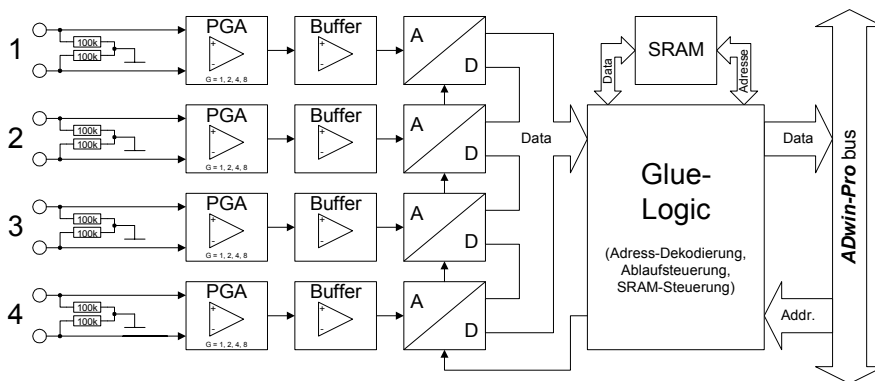 1
100k
100k
PGA
+
-
G = 1, 2, 4, 8
Buffer
+
-
A
D
2
100k
100k
PGA
+
-
G = 1, 2, 4, 8
Buffer
+
-
A
D
3
100k
100k
PGA
+
-
G = 1, 2, 4, 8
Buffer
+
-
A
D
4
100k
100k
PGA
+
-
G = 1, 2, 4, 8
Buffer
+
-
A
D
Data
SRAM
Data
Adresse
Glue-
Logic
(Adress-Dekodierung,
Ablaufsteuerung,
SRAM-Steuerung)
Data
Addr.
ADwin-Pro bus